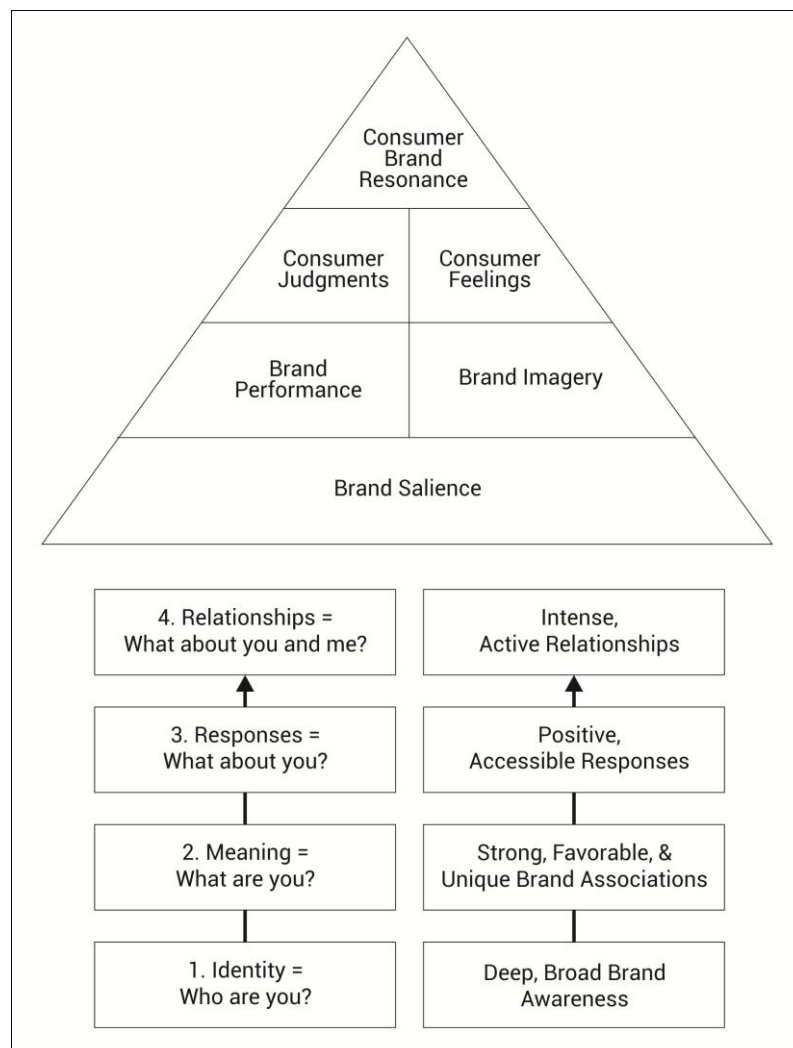 Consumer
Brand
Resonance
Consumer
Judgments
Consumer
Feelings
Brand
Performance
Brand Imagery
Brand Salience
4. Relationships =
What about you and me?
Intense,
Active Relationships
3. Responses =
What about you?
Positive,
Accessible Responses
2. Meaning =
What are you?
Strong, Favorable, &
Unique Brand Associations
1. Identity =
Who are you?
Deep, Broad Brand
Awareness